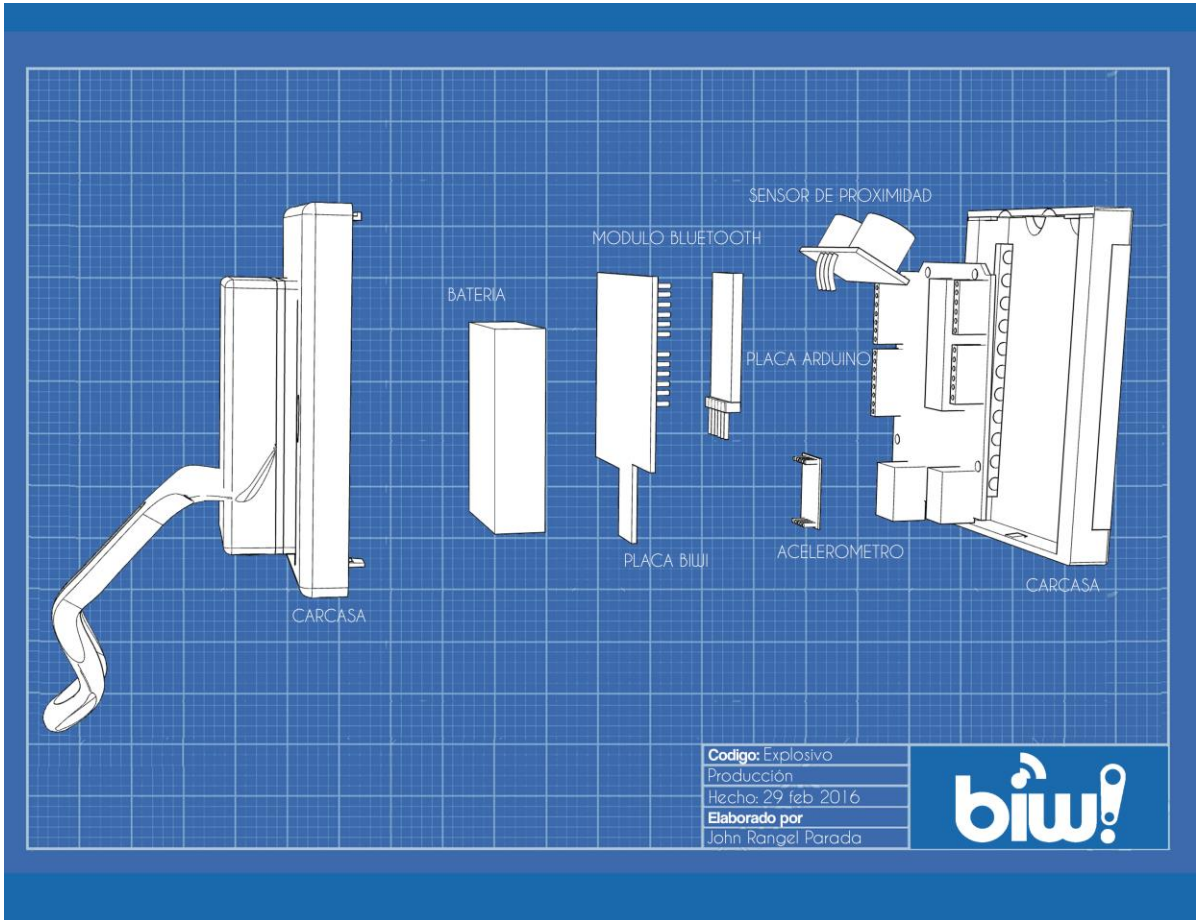 SENSOR DE PROXIMIDAD
MODULO BLUETOOTH
BATERIA
PLACA ARDUINO
ACELEROMETRO
PLACA BIWI
CARCASA
CARCASA
Codigo: Explosivo
Producción
Hecho: 29 feb 2016
Elaborado por
John Rangel Parada
biw!